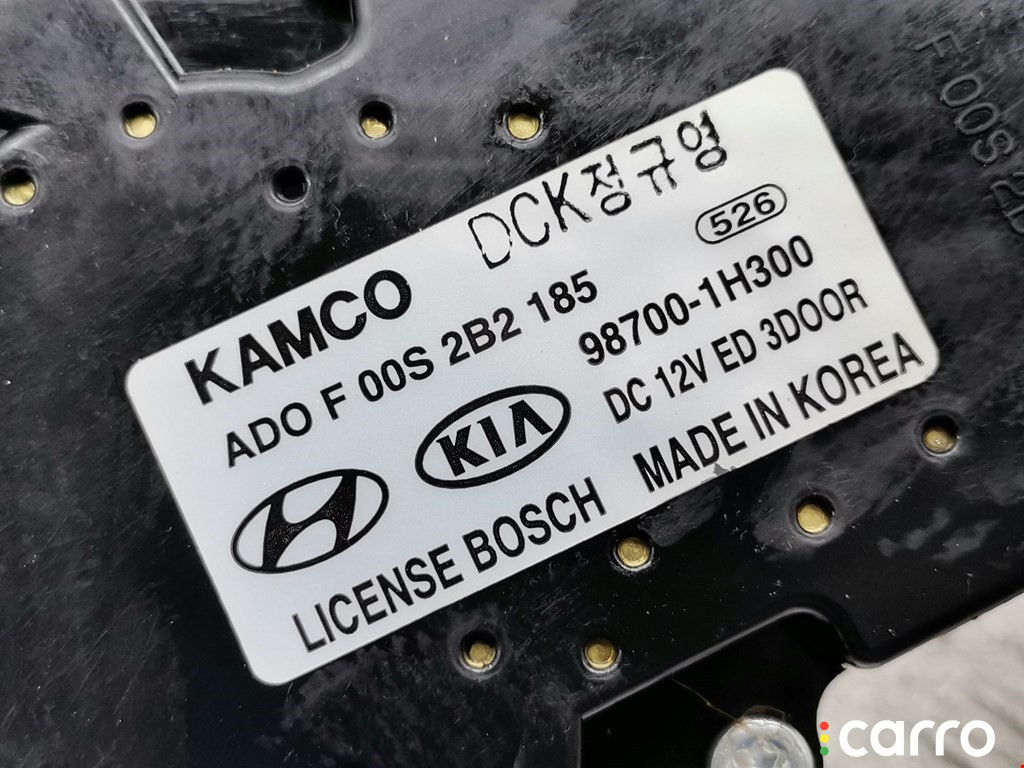 DCK정규영
KAMCO
526
ADO F 00S 2B2 185
98700-1H300
KIA
DC 12V ED 3DOOR
LICENSE BOSCH
MADE IN KOREA
F 00S
carro